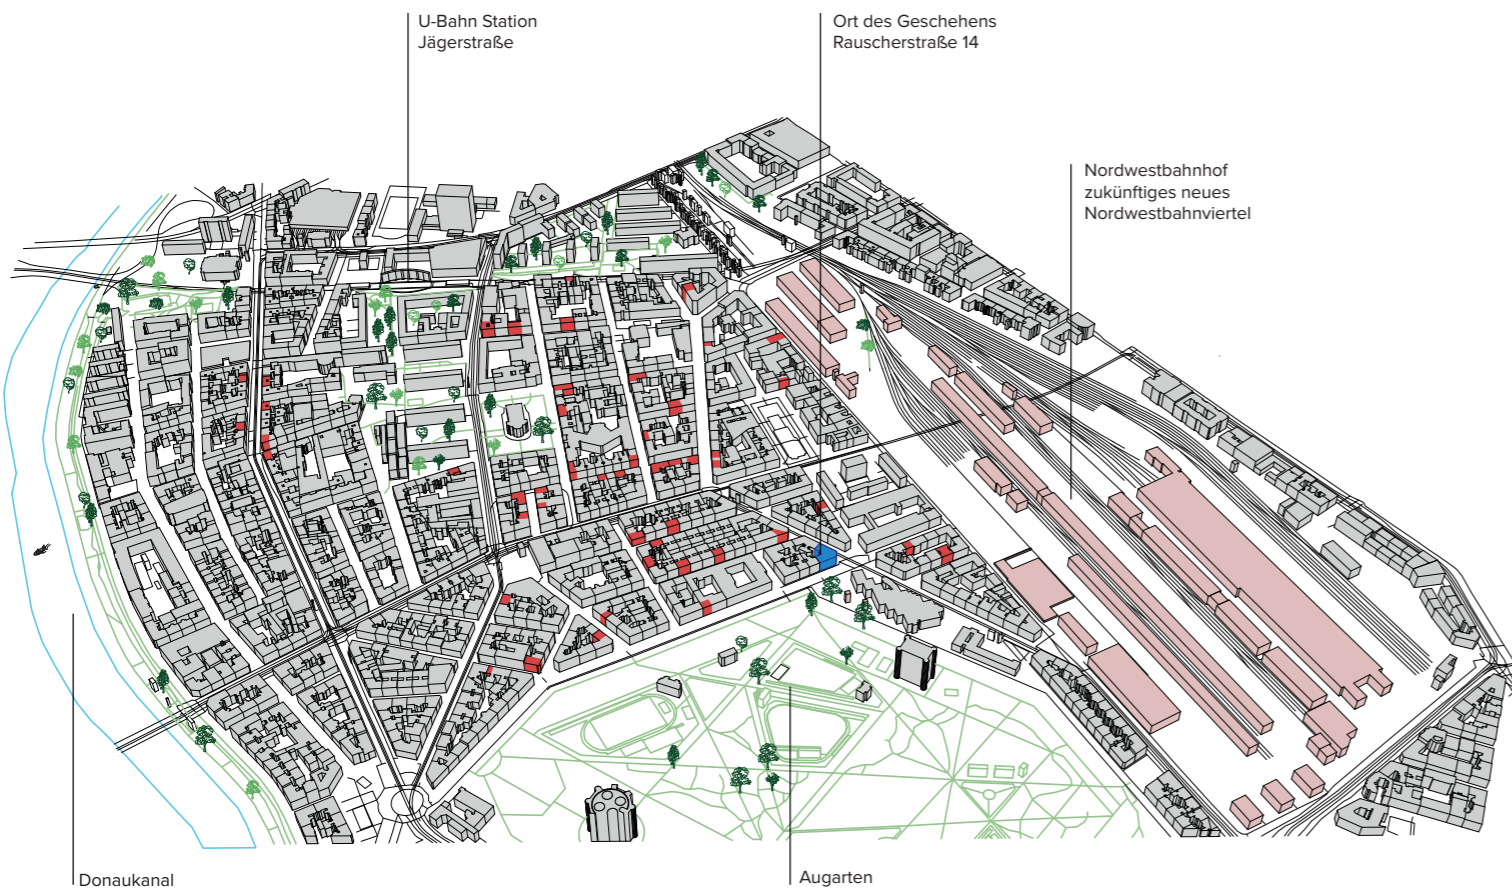 U-Bahn Station
Jägerstraße
Ort des Geschehens
Rauscherstraße 14
Nordwestbahnhof
zukünftiges neues
Nordwestbahnviertel
Donaukanal
Augarten